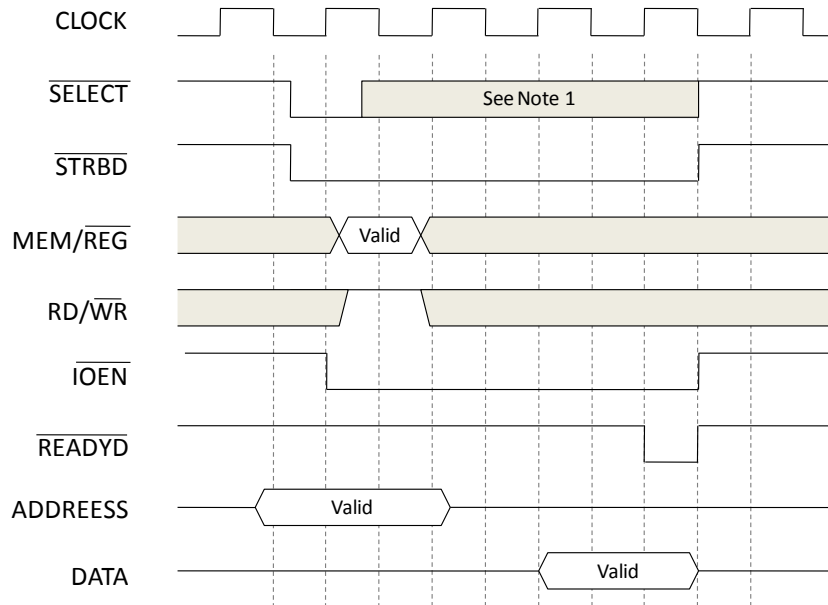 CLOCK
SELECT
See Note 1
STRBD
MEM/REG
Valid
RD/WR
IOEN
READYD
ADDREESS
Valid
DATA
Valid